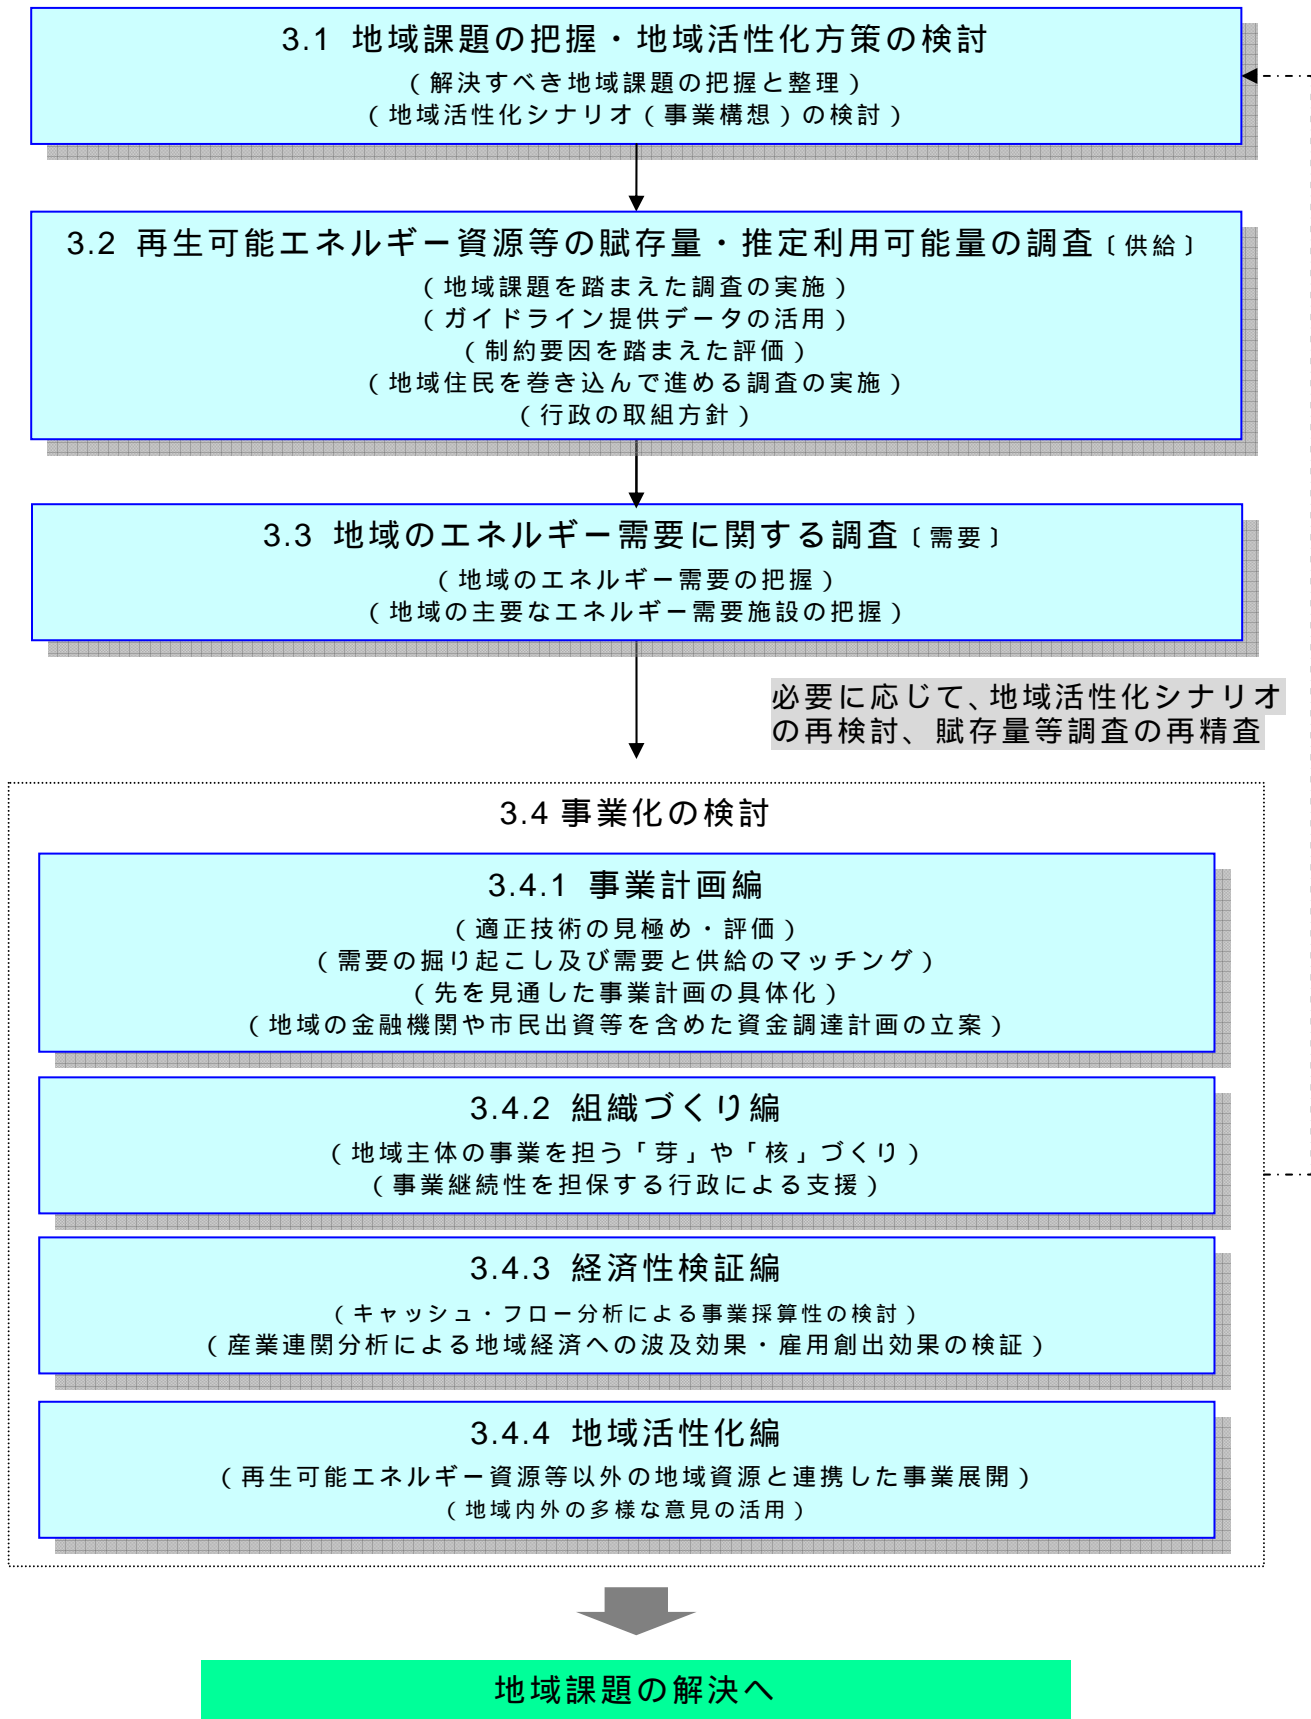 3.1 地域課題の把握・地域活性化方策の検討
（解決すべき地域課題の把握と整理）
（地域活性化シナリオ（事業構想）の検討）
3.2 再生可能エネルギー資源等の賦存量・推定利用可能量の調査〔供給〕
（地域課題を踏まえた調査の実施）
（ガイドライン提供データの活用）
（制約要因を踏まえた評価）
（地域住民を巻き込んで進める調査の実施）
（行政の取組方針）
3.3 地域のエネルギー需要に関する調査〔需要〕
（地域のエネルギー需要の把握）
（地域の主要なエネルギー需要施設の把握）
必要に応じて、地域活性化シナリオ
の再検討、賦存量等調査の再精査
3.4 事業化の検討
3.4.1 事業計画編
（適正技術の見極め・評価）
（需要の掘り起こし及び需要と供給のマッチング）
（先を見通した事業計画の具体化）
（地域の金融機関や市民出資等を含めた資金調達計画の立案）
3.4.2 組織づくり編
（地域主体の事業を担う「芽」や「核」づくり）
（事業継続性を担保する行政による支援）
3.4.3 経済性検証編
（キャッシュ・フロー分析による事業採算性の検討）
（産業連関分析による地域経済への波及効果・雇用創出効果の検証）
3.4.4 地域活性化編
（再生可能エネルギー資源等以外の地域資源と連携した事業展開）
（地域内外の多様な意見の活用）
地域課題の解決へ